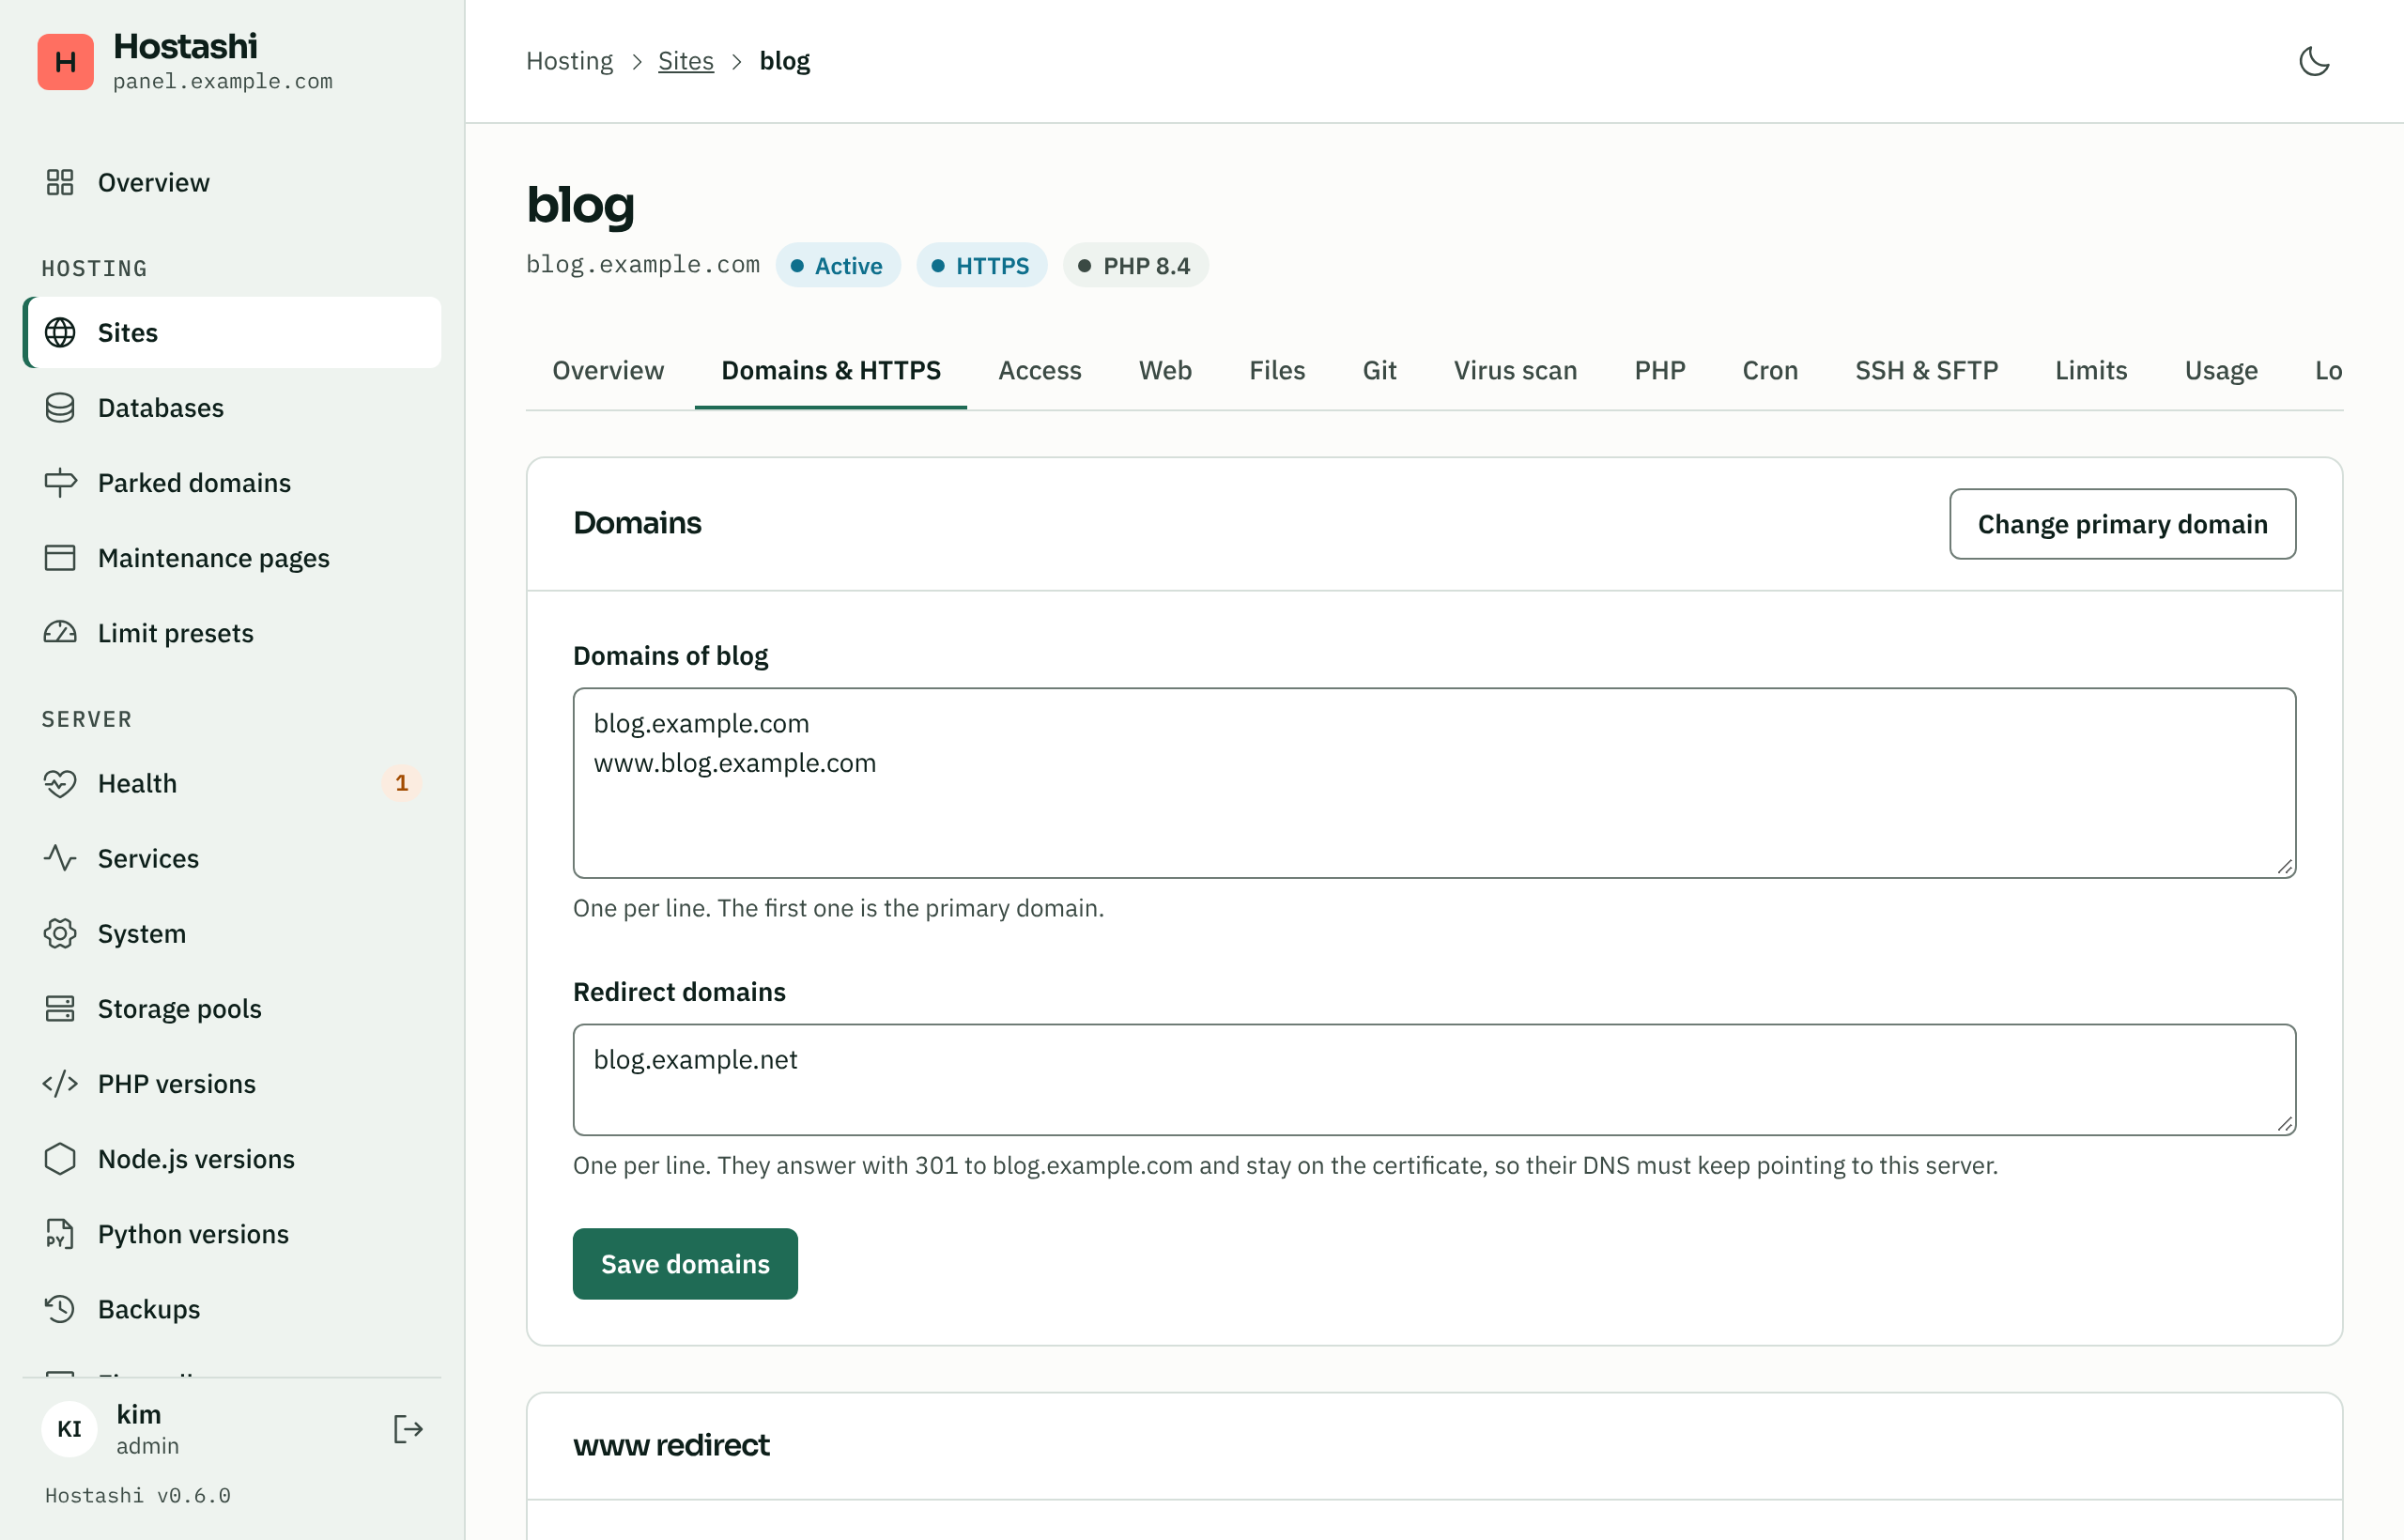 H
Hostashi
panel.example.com
Overview
HOSTING
Sites
Databases
Parked domains
Maintenance pages
Limit presets
SERVER
Health 1
Services
System
Storage pools
PHP versions
Node.js versions
PY Python versions
Backups
KI
kim
admin
Hostashi v0.6.0
Hosting > Sites > blog
blog
blog.example.com Active HTTPS PHP 8.4
Overview Domains & HTTPS Access Web Files Git Virus scan PHP Cron SSH & SFTP Limits Usage Lo
Domains
Change primary domain
Domains of blog
blog.example.com
www.blog.example.com
One per line. The first one is the primary domain.
Redirect domains
blog.example.net
One per line. They answer with 301 to blog.example.com and stay on the certificate, so their DNS must keep pointing to this server.
Save domains
www redirect